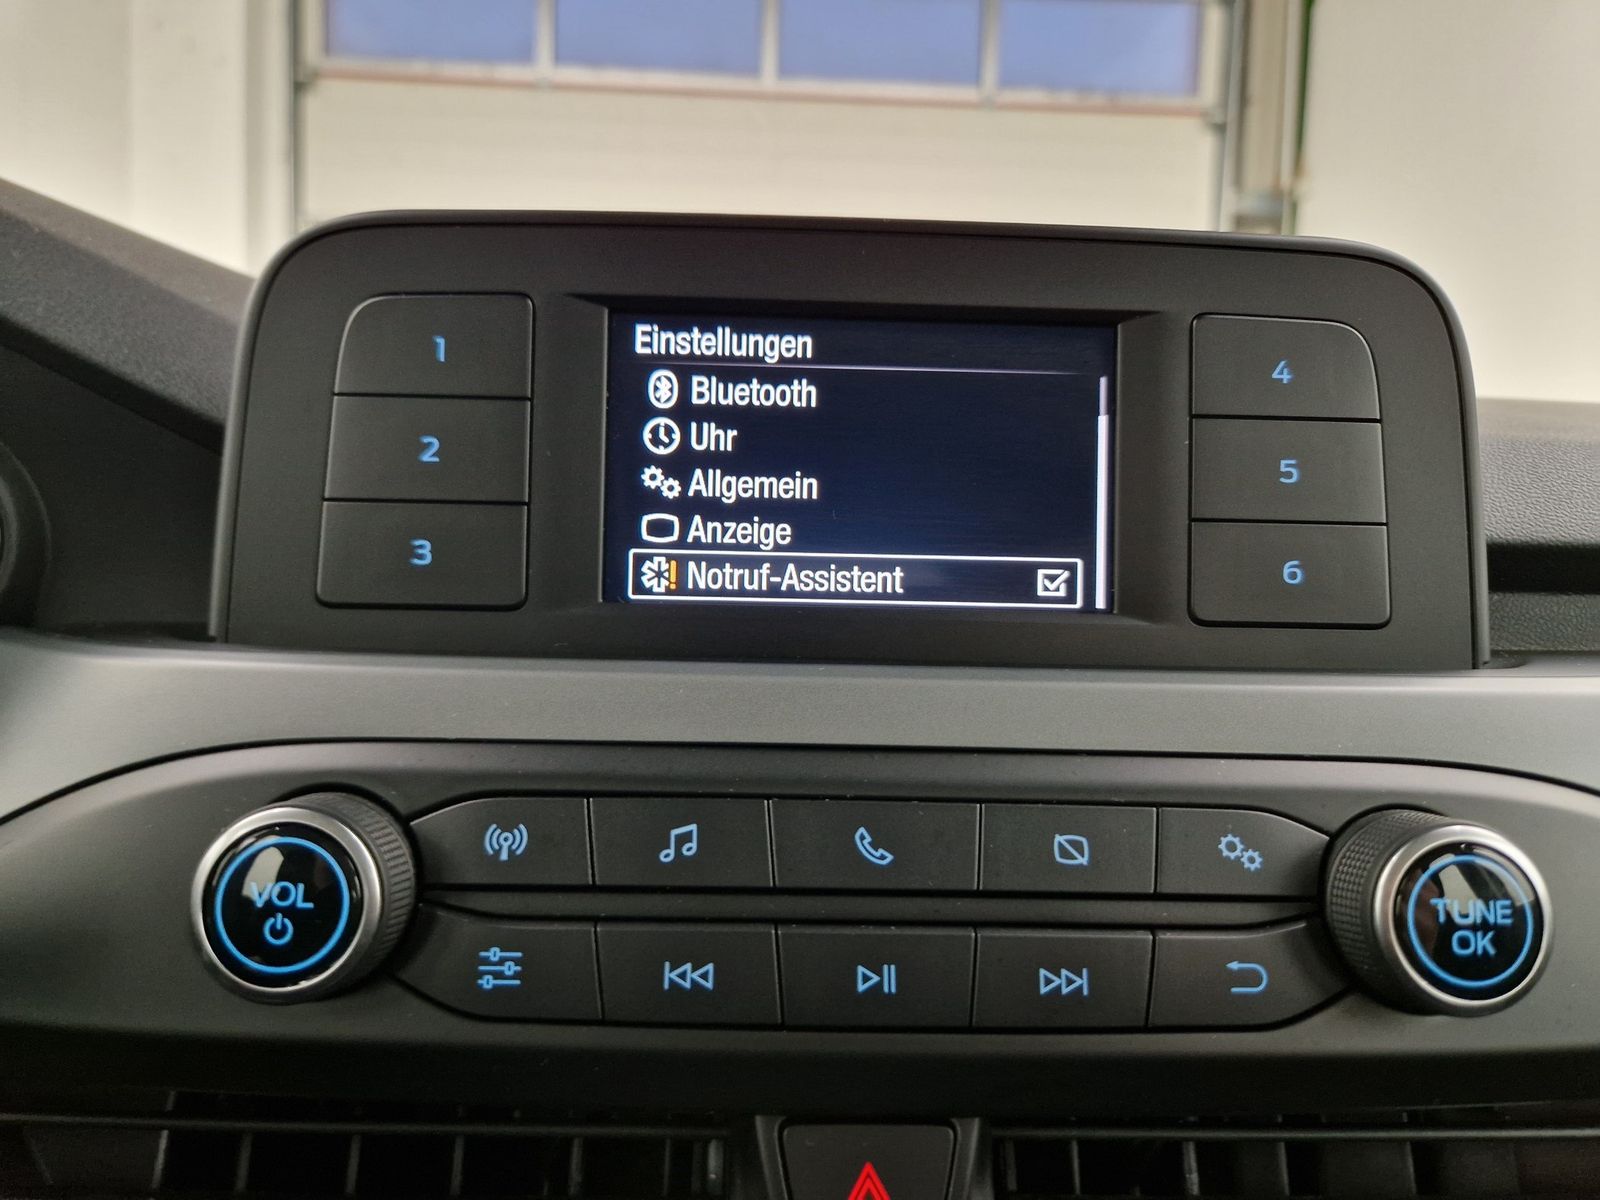 Einstellungen
Bluetooth
Uhr
Allgemein
Anzeige
Notruf-Assistent
1
2
3
4
5
6
VOL
TUNE
OK